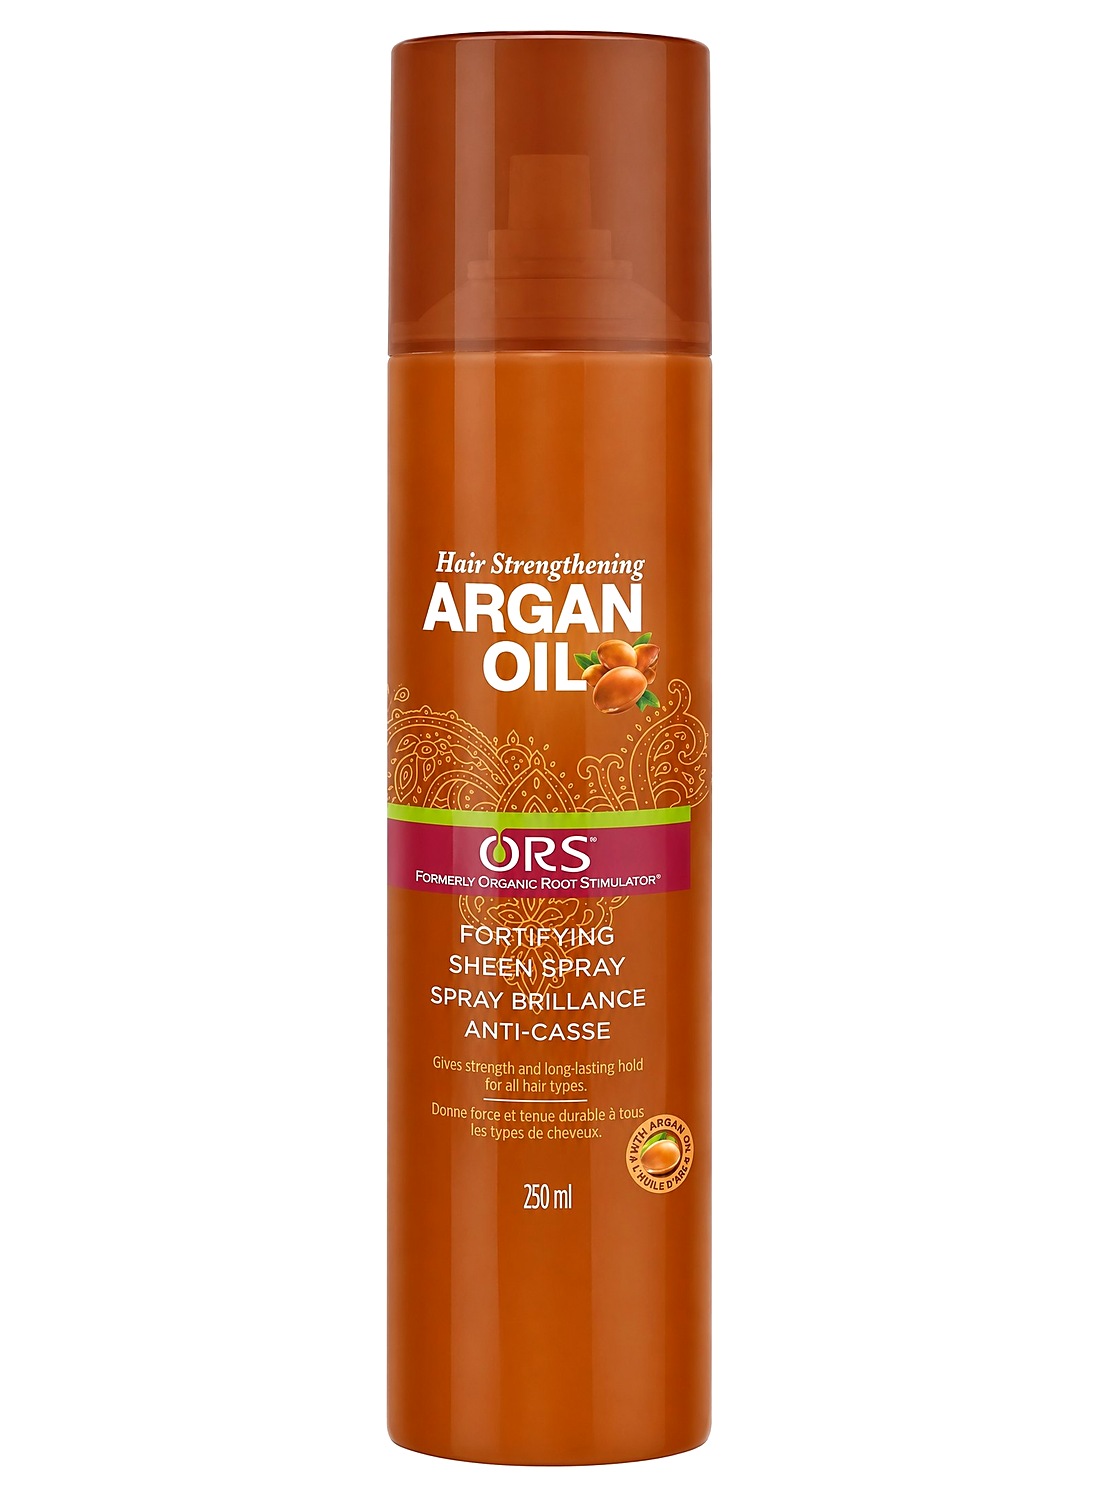 Hair Strengthening
ARGAN
OIL
ORS®
FORMERLY ORGANIC ROOT STIMULATOR®
FORTIFYING
SHEEN SPRAY
SPRAY BRILLANCE
ANTI-CASSE
Gives strength and long-lasting hold
for all hair types.
Donne force et tenue durable à tous
les types de cheveux.
ARGAN
L'HUILE
250 ml